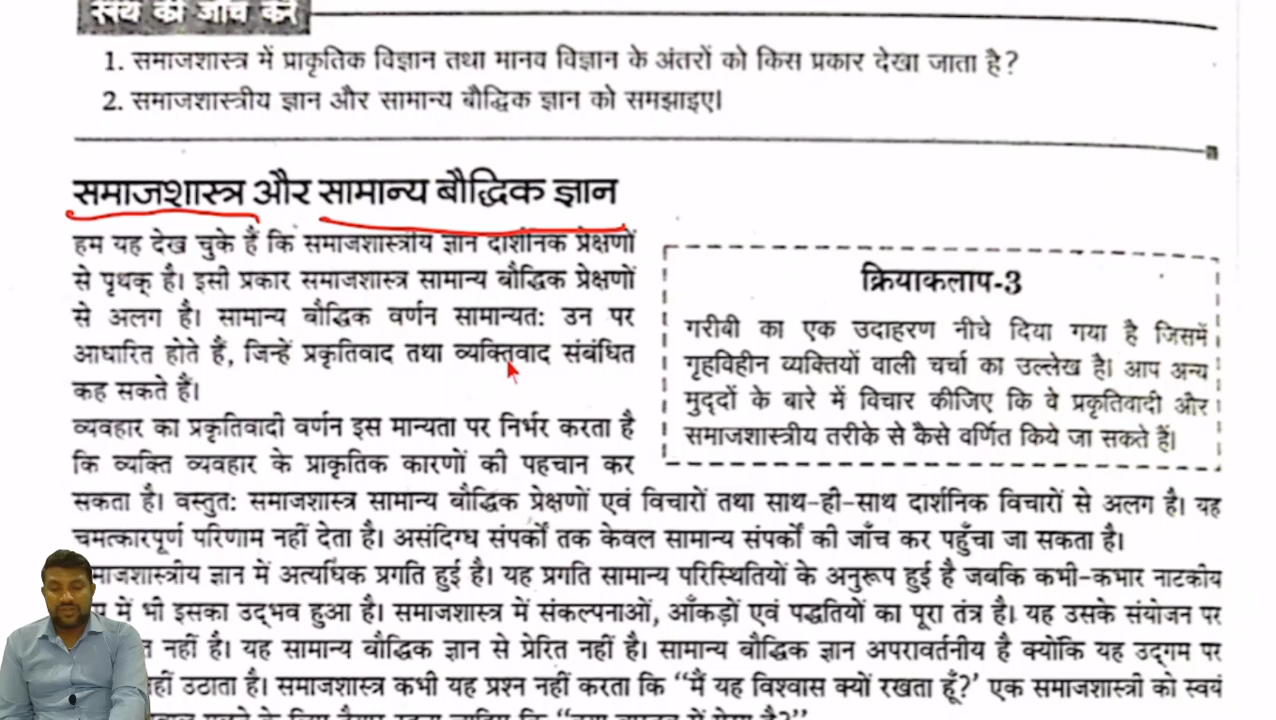 स्वयं की जाँच करें
1. समाजशास्त्र में प्राकृतिक विज्ञान तथा मानव विज्ञान के अंतरों को किस प्रकार देखा जाता है?
2. समाजशास्त्रीय ज्ञान और सामान्य बौद्धिक ज्ञान को समझाइए।
समाजशास्त्र और सामान्य बौद्धिक ज्ञान
हम यह देख चुके हैं कि समाजशास्त्रीय ज्ञान दार्शनिक प्रेक्षणों
से पृथक् है। इसी प्रकार समाजशास्त्र सामान्य बौद्धिक प्रेक्षणों
से अलग है। सामान्य बौद्धिक वर्णन सामान्यत: उन पर
आधारित होते हैं, जिन्हें प्रकृतिवाद तथा व्यक्तिवाद संबंधित
कह सकते हैं।
व्यवहार का प्रकृतिवादी वर्णन इस मान्यता पर निर्भर करता है
कि व्यक्ति व्यवहार के प्राकृतिक कारणों की पहचान कर
क्रियाकलाप-3
गरीबी का एक उदाहरण नीचे दिया गया है जिसमें
गृहविहीन व्यक्तियों वाली चर्चा का उल्लेख है। आप अन्य
मुद्दों के बारे में विचार कीजिए कि वे प्रकृतिवादी और
समाजशास्त्रीय तरीके से कैसे वर्णित किये जा सकते हैं।
सकता है। वस्तुत: समाजशास्त्र सामान्य बौद्धिक प्रेक्षणों एवं विचारों तथा साथ-ही-साथ दार्शनिक विचारों से अलग है। यह
चमत्कारपूर्ण परिणाम नहीं देता है। असंदिग्ध संपर्कों तक केवल सामान्य संपर्कों की जाँच कर पहुँचा जा सकता है।
माजशास्त्रीय ज्ञान में अत्यधिक प्रगति हुई है। यह प्रगति सामान्य परिस्थितियों के अनुरूप हुई है जबकि कभी-कभार नाटकीय
में भी इसका उद्भव हुआ है। समाजशास्त्र में संकल्पनाओं, आँकड़ों एवं पद्धतियों का पूरा तंत्र है। यह उसके संयोजन पर
नहीं है। यह सामान्य बौद्धिक ज्ञान से प्रेरित नहीं है। सामान्य बौद्धिक ज्ञान अपरावर्तनीय है क्योंकि यह उद्गम पर
हीं उठाता है। समाजशास्त्र कभी यह प्रश्न नहीं करता कि “मैं यह विश्वास क्यों रखता हूँ?' एक समाजशास्त्री को स्वयं